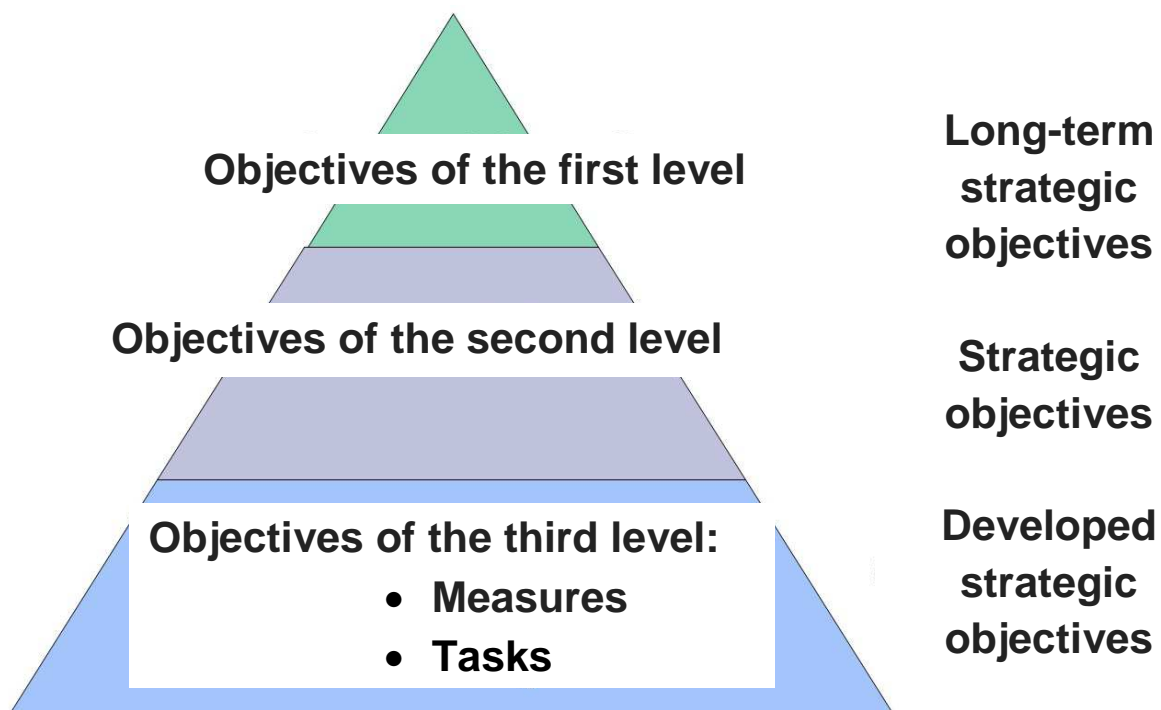 Objectives of the first level
Long-term
strategic
objectives
Objectives of the second level
Strategic
objectives
Objectives of the third level:
• Measures
• Tasks
Developed
strategic
objectives